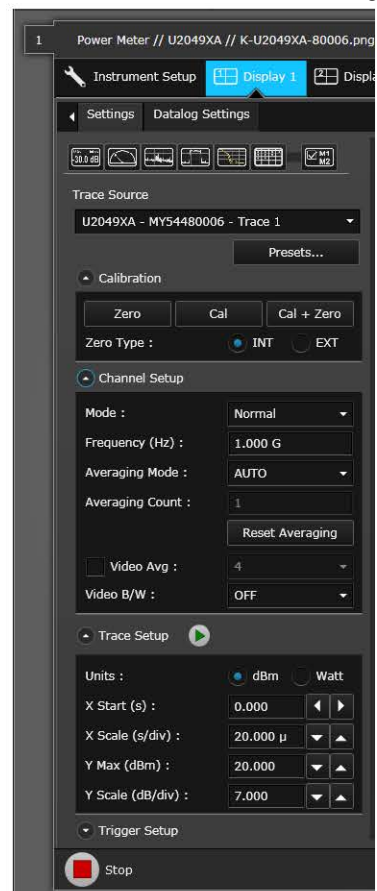 1 Power Meter // U2049XA // K-U2049XA-80006.png
Instrument Setup 1 Display 1 2 Displa
Settings Datalog Settings
-30.0 dB M1 M2
Trace Source
U2049XA - MY54480006 - Trace 1
Presets...
Calibration
Zero Cal Cal + Zero
Zero Type : INT EXT
Channel Setup
Mode : Normal
Frequency (Hz) : 1.000 G
Averaging Mode : AUTO
Averaging Count : 1
Reset Averaging
Video Avg : 4
Video B/W : OFF
Trace Setup
Units : dBm Watt
X Start (s) : 0.000
X Scale (s/div) : 20.000 µ
Y Max (dBm) : 20.000
Y Scale (dB/div) : 7.000
Trigger Setup
Stop